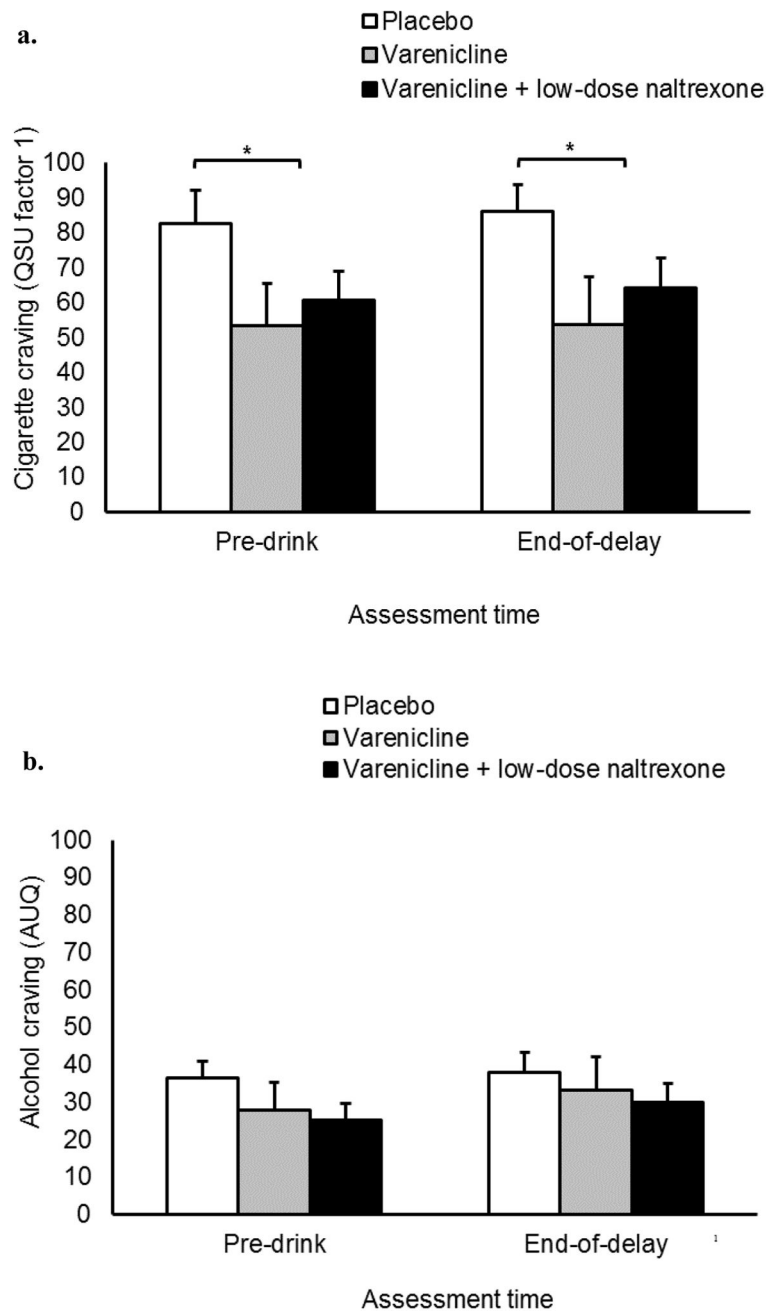 a.
Placebo
Varenicline
Varenicline + low-dose naltrexone
Cigarette craving (QSU factor 1)
100
90
80
70
60
50
40
30
20
10
0
*
*
Pre-drink
End-of-delay
Assessment time
b.
Placebo
Varenicline
Varenicline + low-dose naltrexone
Alcohol craving (AUQ)
100
90
80
70
60
50
40
30
20
10
0
Pre-drink
End-of-delay
1
Assessment time